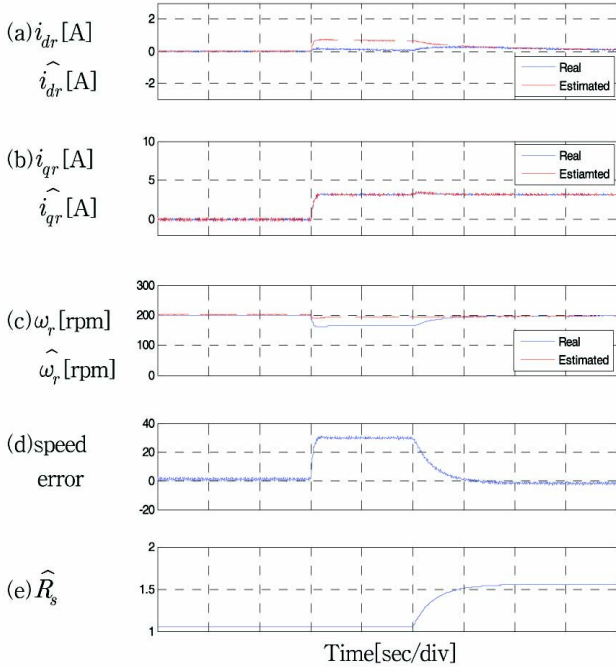 (a) i_dr [A]
î_dr [A]
2
0
-2
Real
Estimated
(b) i_qr [A]
î_qr [A]
10
5
0
Real
Estiamted
(c) ω_r [rpm]
ω̂_r [rpm]
300
200
100
0
Real
Estimated
(d) speed
error
40
20
0
-20
(e) R̂_s
2
1.5
1
Time[sec/div]